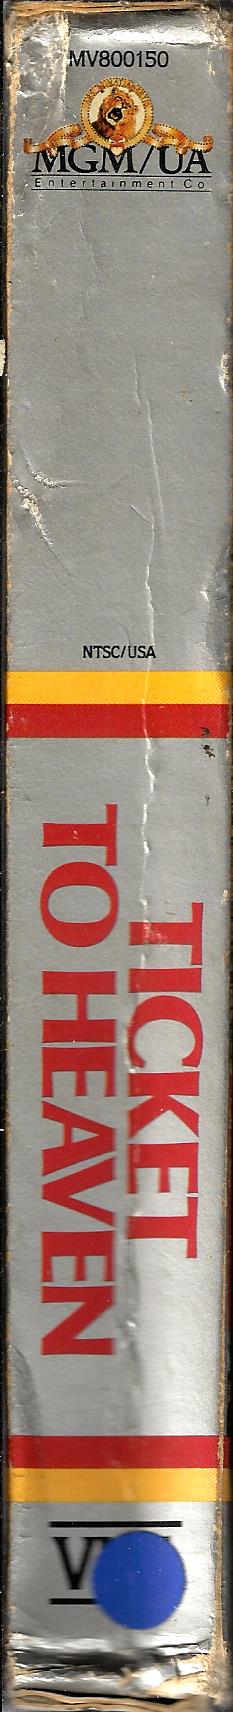 MV800150
MGM/UA
Entertainment Co
NTSC/USA
TICKET
TO HEAVEN
V